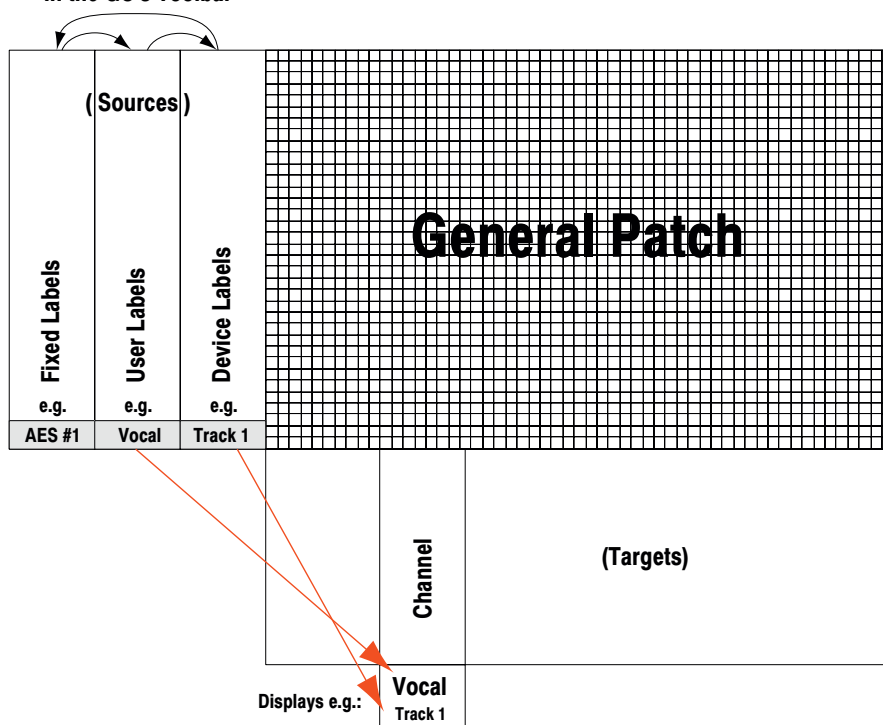 ( Sources )
General Patch
Fixed Labels
User Labels
Device Labels
e.g.
e.g.
e.g.
AES #1
Vocal
Track 1
Channel
(Targets)
Displays e.g.:
Vocal
Track 1